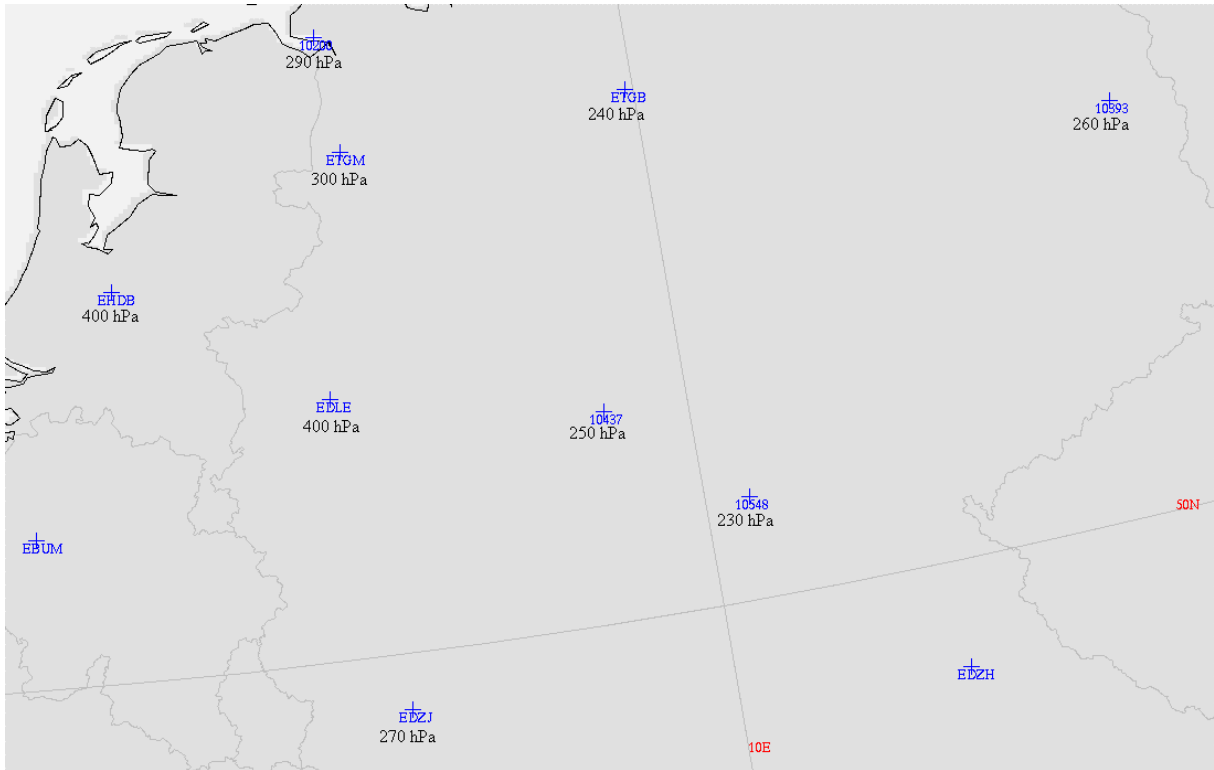 10200
290 hPa
ETGB
240 hPa
10393
260 hPa
ETGM
300 hPa
EHDB
400 hPa
EDLE
400 hPa
10437
250 hPa
10548
230 hPa
50N
EBUM
EDZH
EDZJ
270 hPa
10E